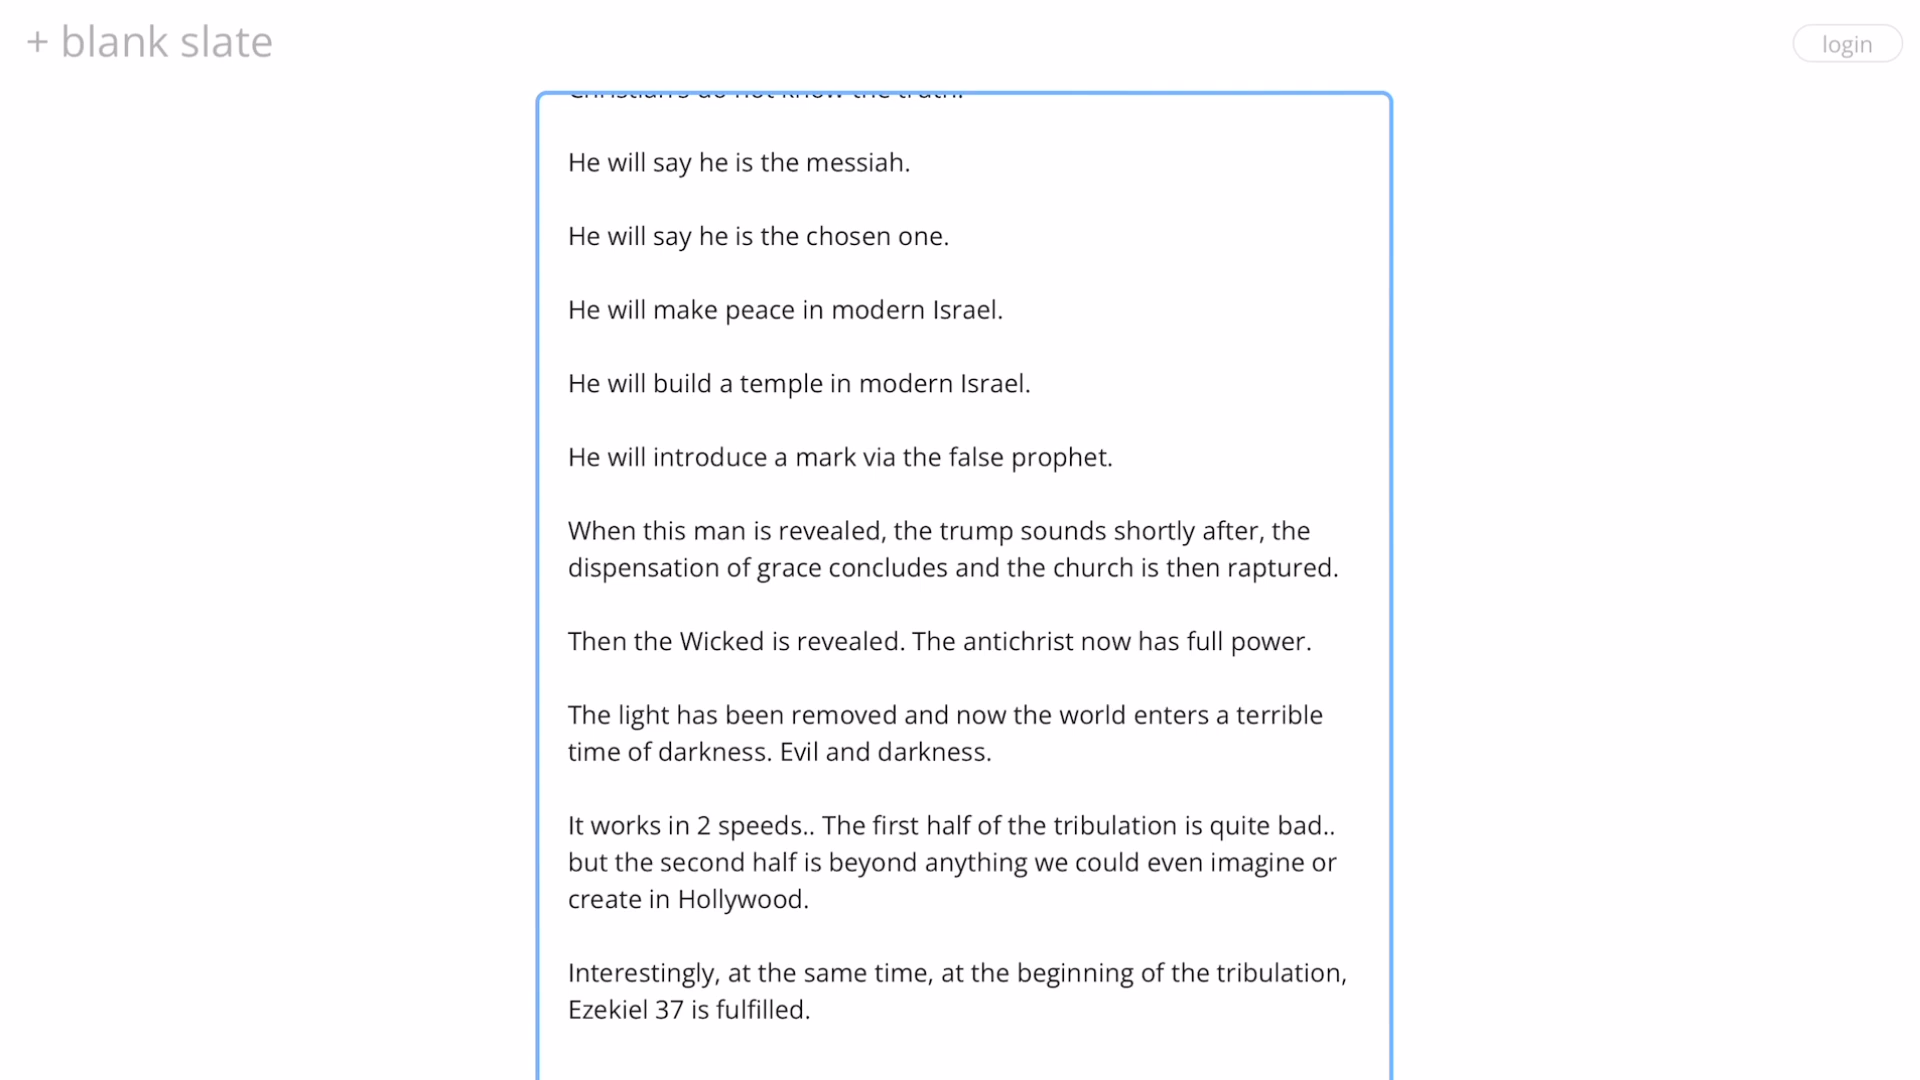 + blank slate
login
Christian's do not know the truth.
He will say he is the messiah.
He will say he is the chosen one.
He will make peace in modern Israel.
He will build a temple in modern Israel.
He will introduce a mark via the false prophet.
When this man is revealed, the trump sounds shortly after, the
dispensation of grace concludes and the church is then raptured.
Then the Wicked is revealed. The antichrist now has full power.
The light has been removed and now the world enters a terrible
time of darkness. Evil and darkness.
It works in 2 speeds.. The first half of the tribulation is quite bad..
but the second half is beyond anything we could even imagine or
create in Hollywood.
Interestingly, at the same time, at the beginning of the tribulation,
Ezekiel 37 is fulfilled.